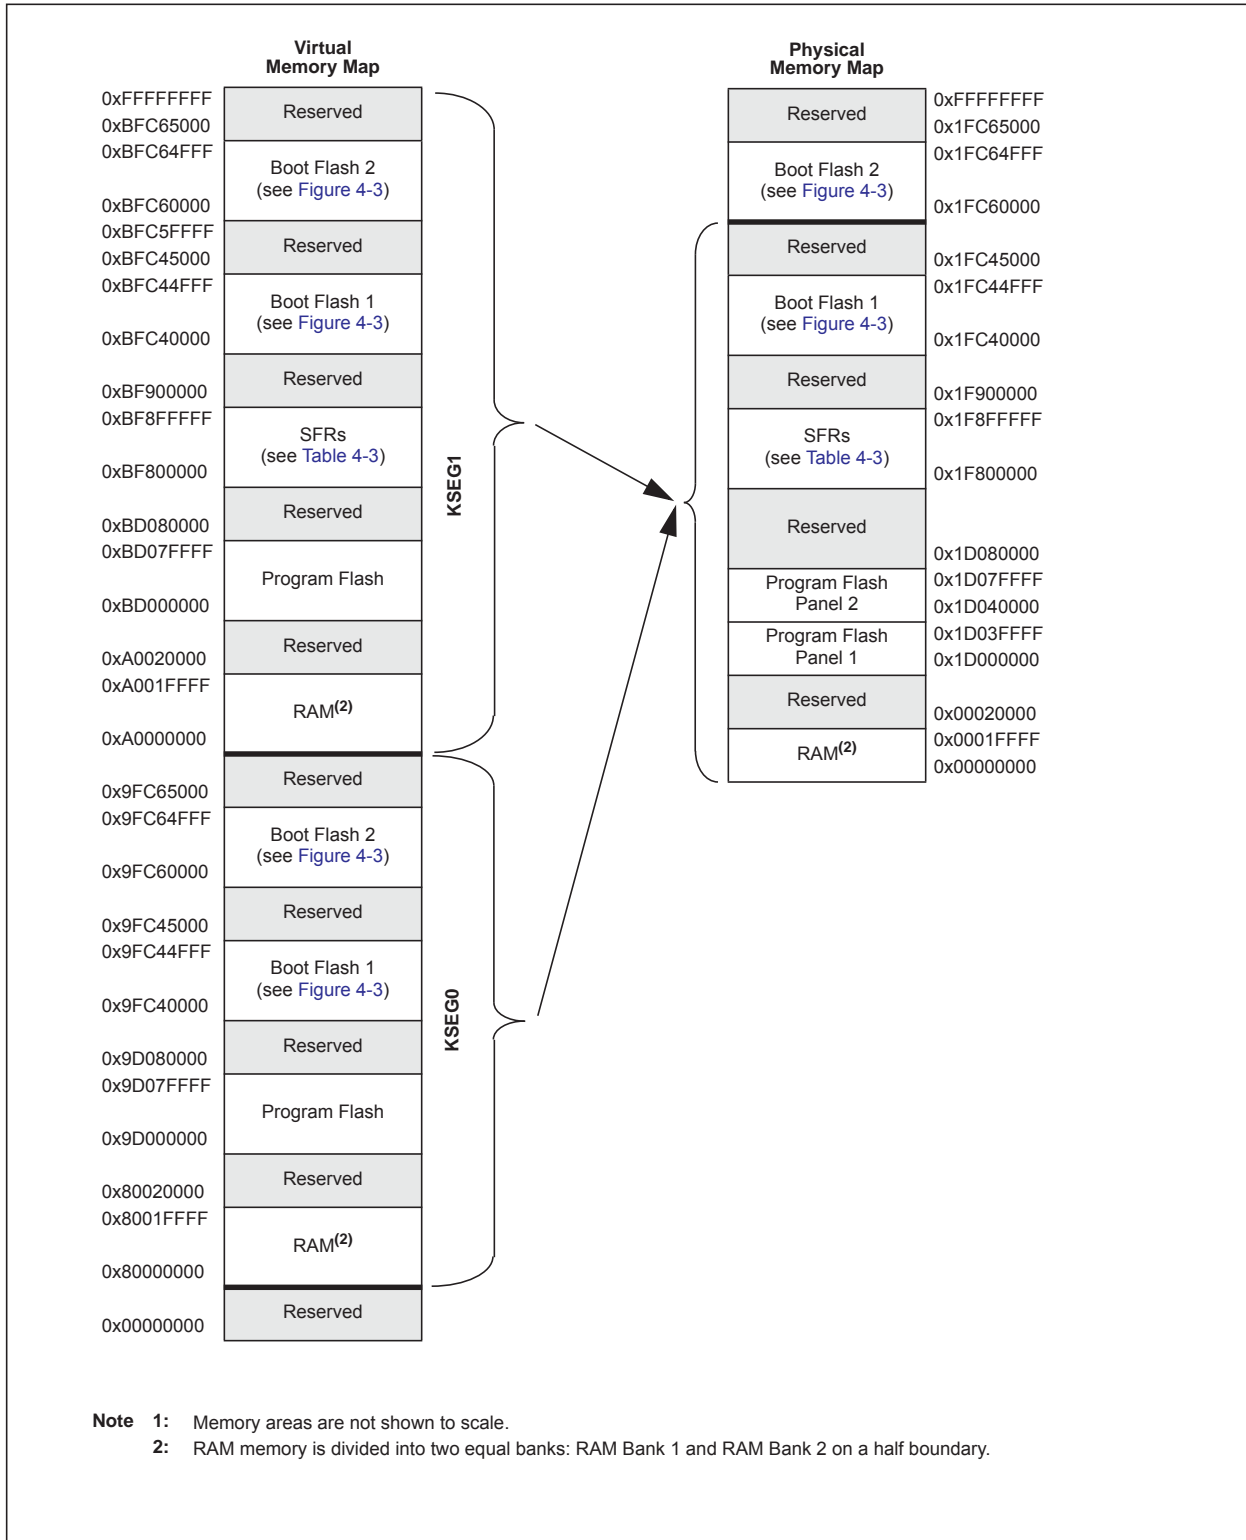 Virtual
Memory Map
0xFFFFFFFF
Reserved
0xBFC65000
0xBFC64FFF
Boot Flash 2
(see Figure 4-3)
0xBFC60000
0xBFC5FFFF
Reserved
0xBFC45000
0xBFC44FFF
Boot Flash 1
(see Figure 4-3)
0xBFC40000
Reserved
0xBF900000
0xBF8FFFFF
SFRs
(see Table 4-3)
0xBF800000
Reserved
0xBD080000
0xBD07FFFF
Program Flash
0xBD000000
Reserved
0xA0020000
0xA001FFFF
RAM(2)
0xA0000000
KSEG1
Reserved
0x9FC65000
0x9FC64FFF
Boot Flash 2
(see Figure 4-3)
0x9FC60000
Reserved
0x9FC45000
0x9FC44FFF
Boot Flash 1
(see Figure 4-3)
0x9FC40000
Reserved
0x9D080000
0x9D07FFFF
Program Flash
0x9D000000
Reserved
0x80020000
0x8001FFFF
RAM(2)
0x80000000
KSEG0
Reserved
0x00000000
Physical
Memory Map
0xFFFFFFFF
Reserved
0x1FC65000
0x1FC64FFF
Boot Flash 2
(see Figure 4-3)
0x1FC60000
Reserved
0x1FC45000
0x1FC44FFF
Boot Flash 1
(see Figure 4-3)
0x1FC40000
Reserved
0x1F900000
0x1F8FFFFF
SFRs
(see Table 4-3)
0x1F800000
Reserved
0x1D080000
0x1D07FFFF
Program Flash
Panel 2
0x1D040000
0x1D03FFFF
Program Flash
Panel 1
0x1D000000
Reserved
0x00020000
0x0001FFFF
RAM(2)
0x00000000
Note 1: Memory areas are not shown to scale.
2: RAM memory is divided into two equal banks: RAM Bank 1 and RAM Bank 2 on a half boundary.